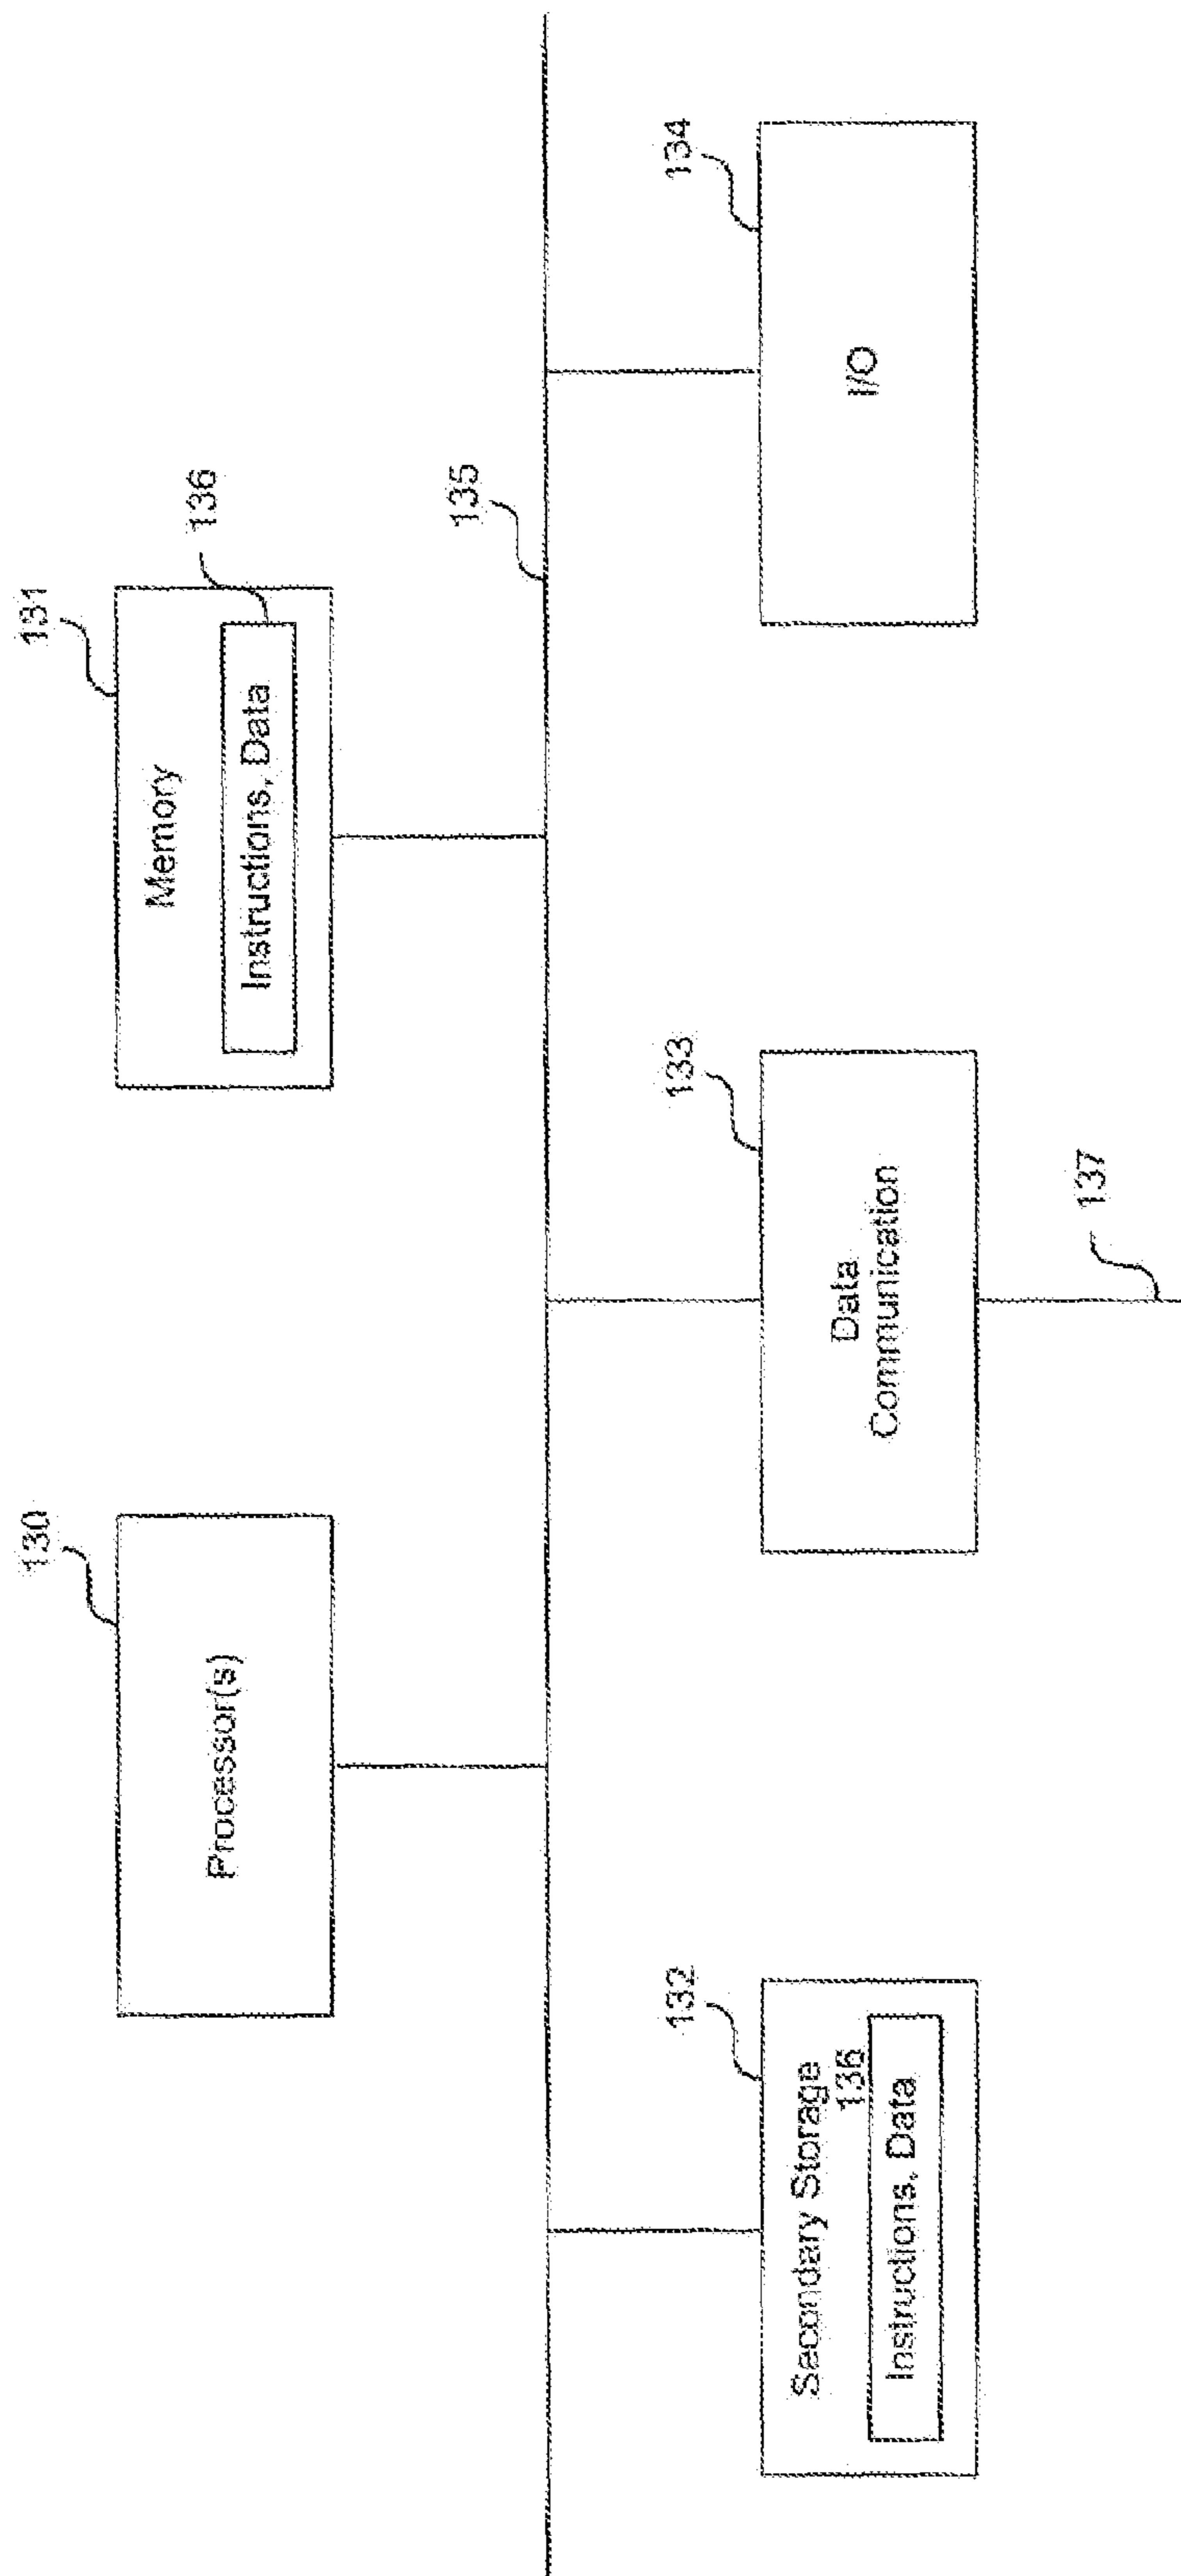 130
Processor(s)
131
Memory
136
Instructions, Data
135
132
Secondary Storage
136
Instructions, Data
133
Data
Communication
137
134
I/O